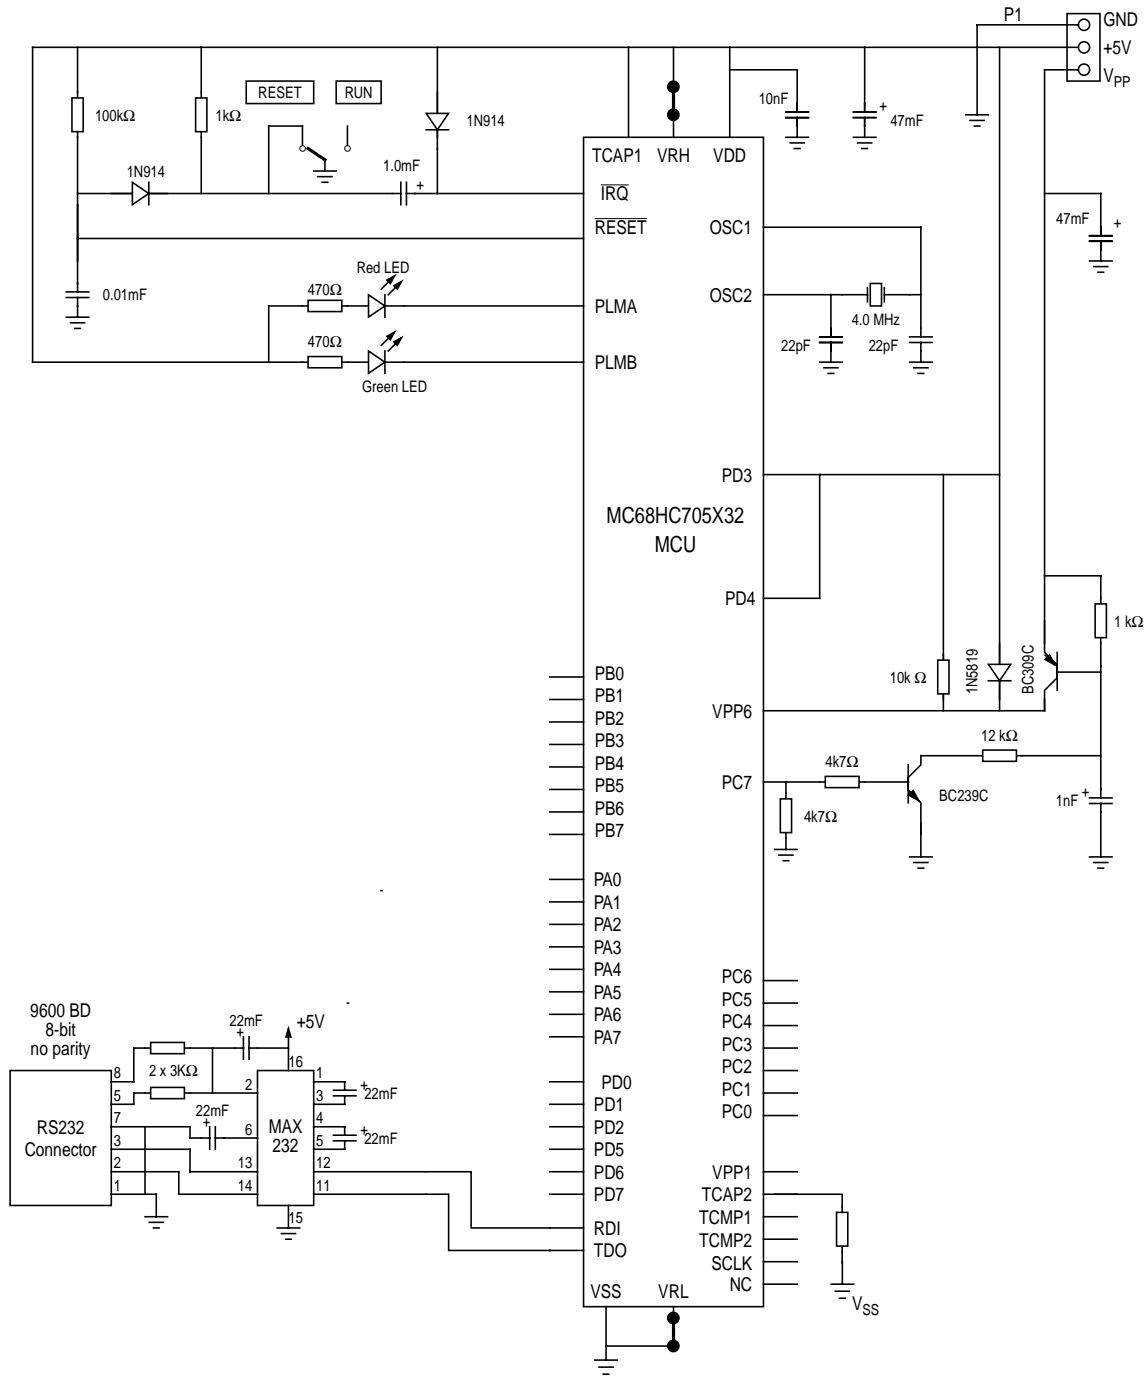 P1
GND
+5V
VPP
100kΩ
1kΩ
RESET
RUN
1N914
10nF
+
47mF
1N914
1.0mF
+
TCAP1
VRH
VDD
IRQ
RESET
OSC1
47mF
+
0.01mF
Red LED
470Ω
PLMA
OSC2
4.0 MHz
22pF
22pF
470Ω
PLMB
Green LED
PD3
MC68HC705X32
MCU
PD4
1 kΩ
10k Ω
1N5819
BC309C
PB0
PB1
PB2
PB3
PB4
PB5
PB6
PB7
VPP6
12 kΩ
PC7
4k7Ω
4k7Ω
BC239C
1nF
+
PA0
PA1
PA2
PA3
PA4
PA5
PA6
PA7
PC6
PC5
PC4
PC3
PC2
PC1
PC0
9600 BD
8-bit
no parity
22mF
+
+5V
16
8
2 x 3KΩ
5
2
1
3
+
22mF
7
22mF
+
6
4
5
+
22mF
RS232
Connector
MAX
232
3
13
12
2
14
11
1
15
PD0
PD1
PD2
PD5
PD6
PD7
RDI
TDO
VPP1
TCAP2
TCMP1
TCMP2
SCLK
NC
VSS
VSS
VRL